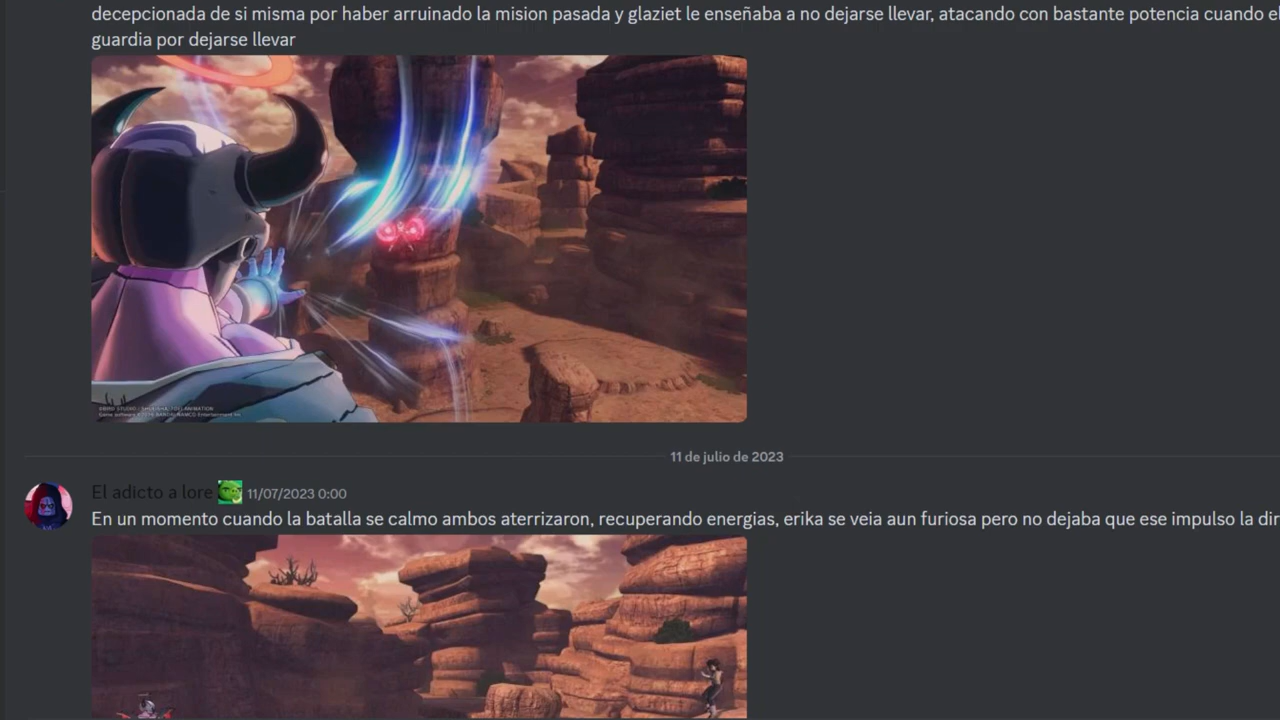 decepcionada de si misma por haber arruinado la mision pasada y glaziet le enseñaba a no dejarse llevar, atacando con bastante potencia cuando el
guardia por dejarse llevar
11 de julio de 2023
El adicto a lore 11/07/2023 0:00
En un momento cuando la batalla se calmo ambos aterrizaron, recuperando energias, erika se veia aun furiosa pero no dejaba que ese impulso la dir